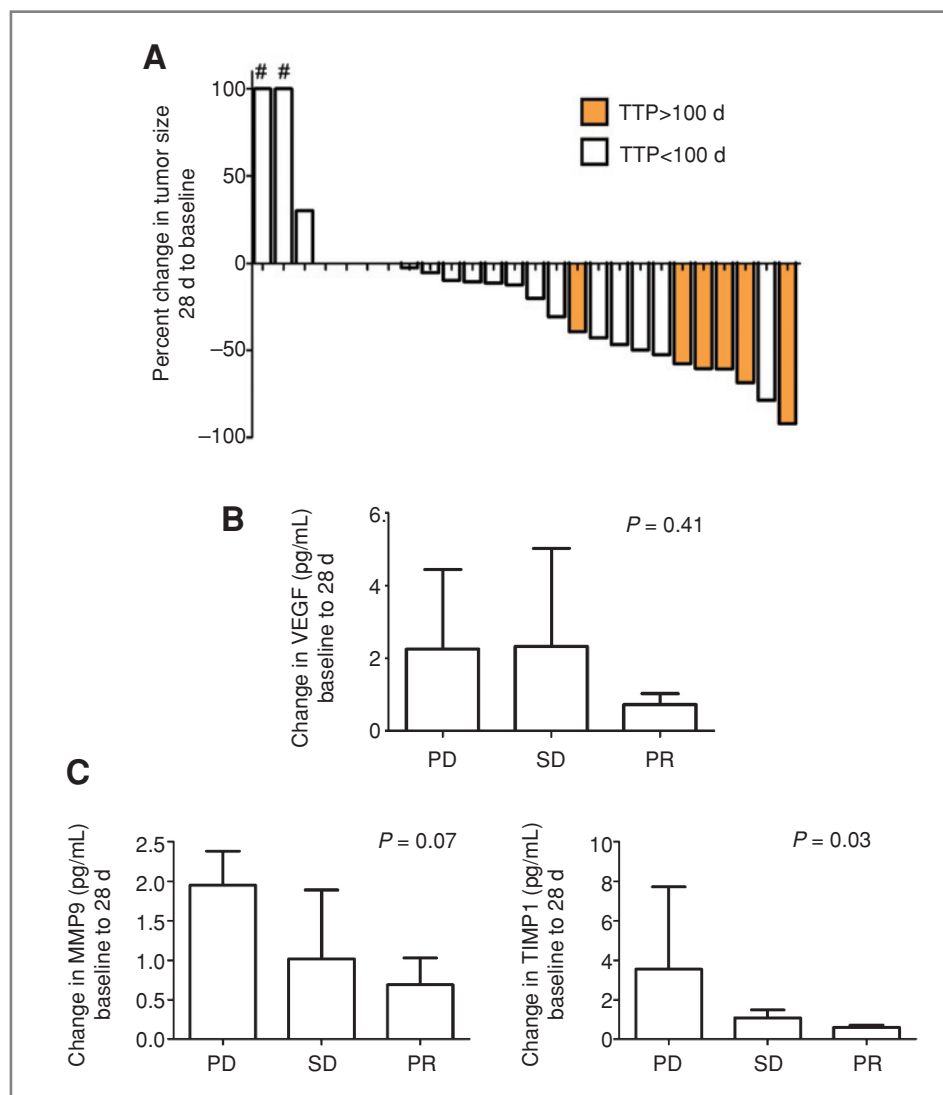 A
# #
Percent change in tumor size
28 d to baseline
100
50
0
−50
−100
TTP>100 d
TTP<100 d
B
Change in VEGF (pg/mL)
baseline to 28 d
6.
4
2
0
P = 0.41
PD SD PR
C
Change in MMP9 (pg/mL)
baseline to 28 d
2.5
2.0
1.5
1.0
0.5
0.0
P = 0.07
PD SD PR
Change in TIMP1 (pg/mL)
baseline to 28 d
10
8
6
4
2
0
P = 0.03
PD SD PR